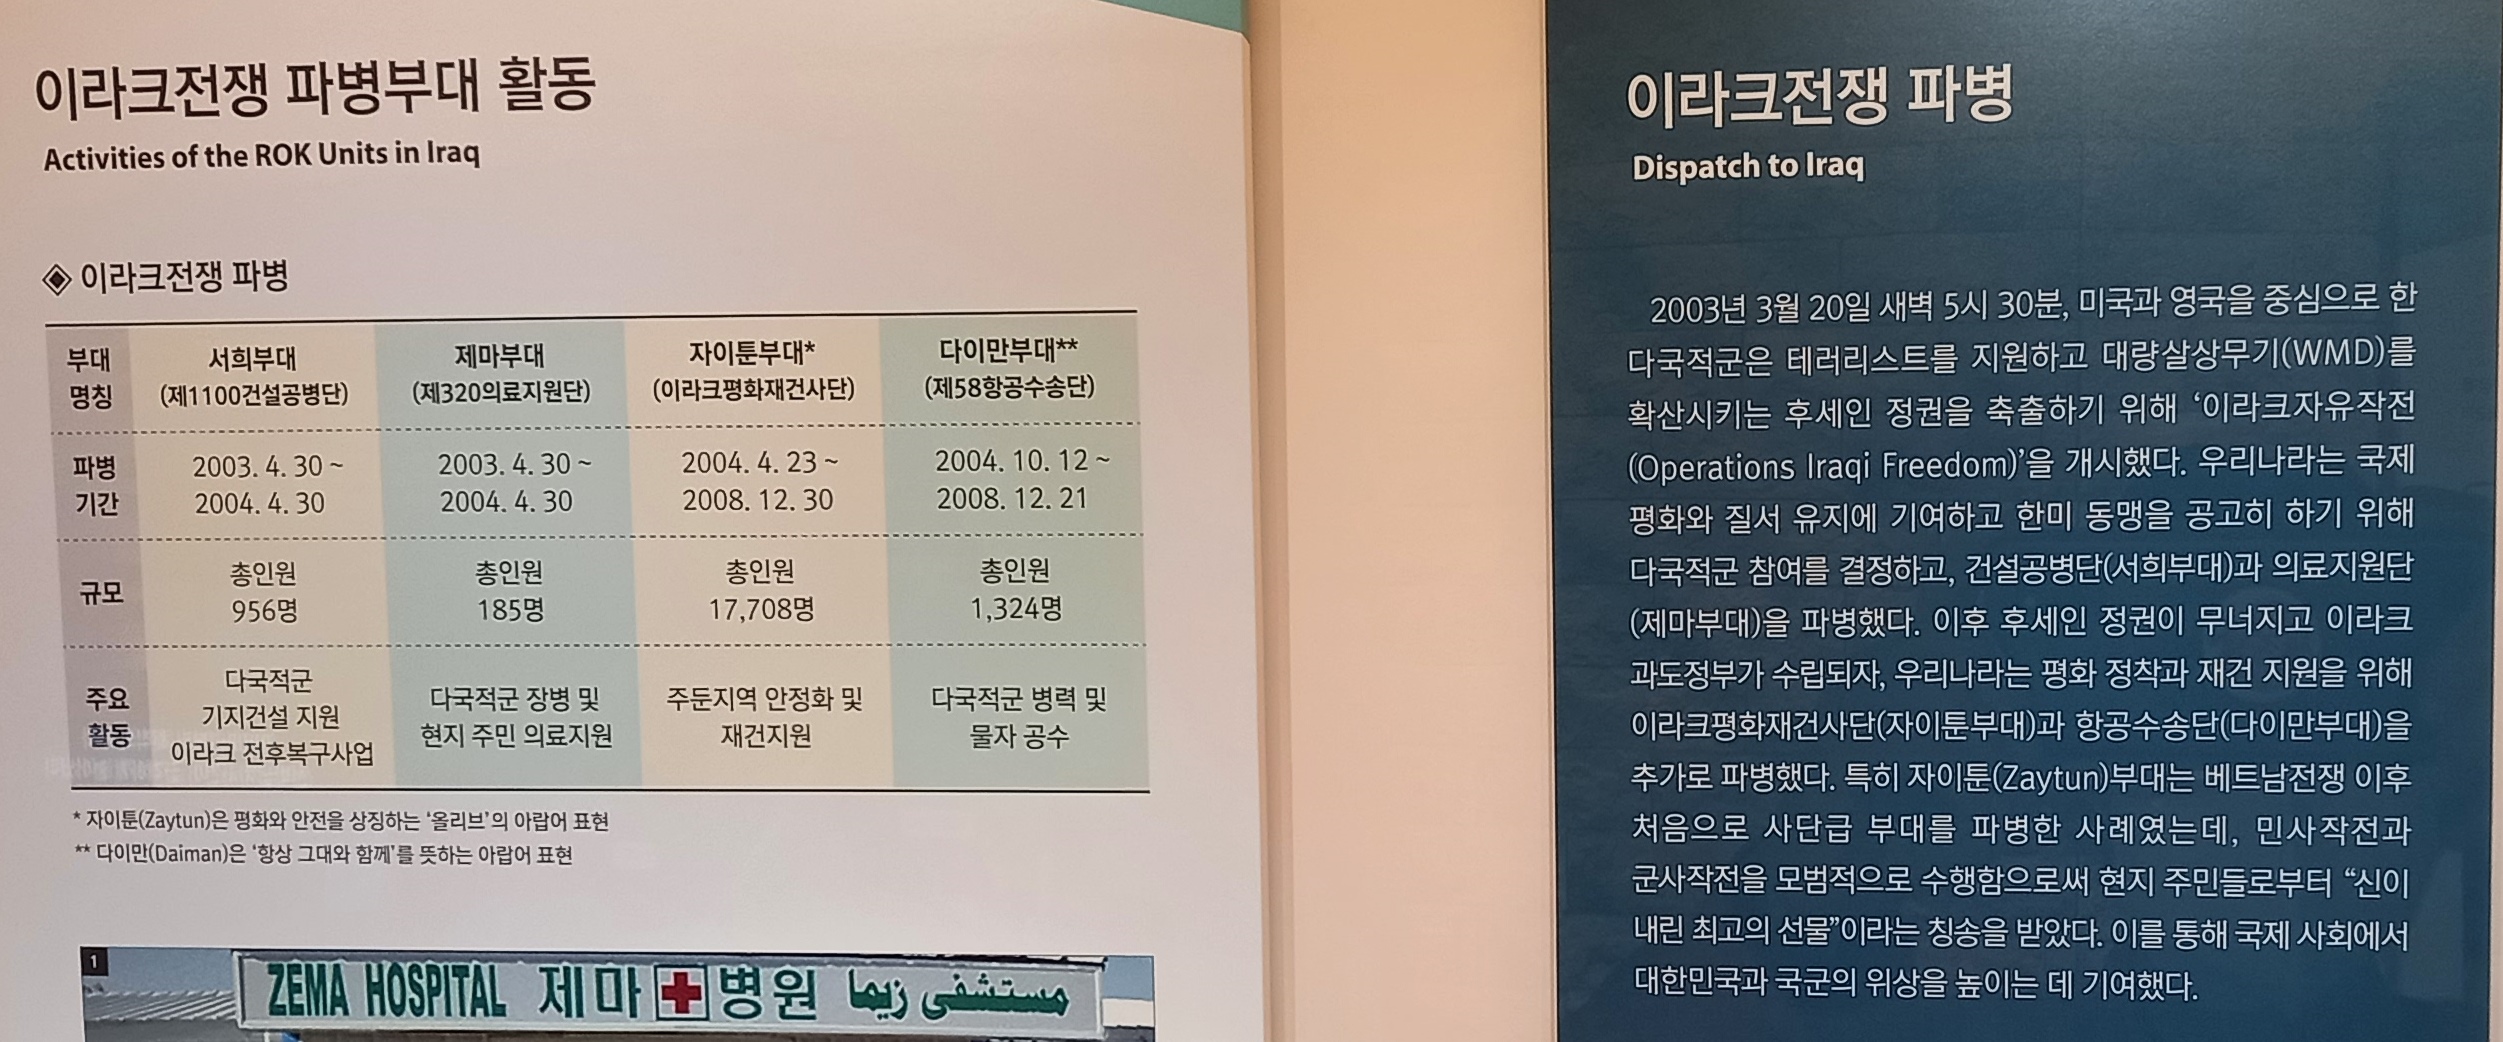 이라크전쟁 파병부대 활동
Activities of the ROK Units in Iraq
◈ 이라크전쟁 파병
부대 명칭
서희부대
(제1100건설공병단)
제마부대
(제320의료지원단)
자이툰부대*
(이라크평화재건사단)
다이만부대**
(제58항공수송단)
파병 기간
2003. 4. 30 ~
2004. 4. 30
2003. 4. 30 ~
2004. 4. 30
2004. 4. 23 ~
2008. 12. 30
2004. 10. 12 ~
2008. 12. 21
규모
총인원
956명
총인원
185명
총인원
17,708명
총인원
1,324명
주요 활동
다국적군
기지건설 지원
이라크 전후복구사업
다국적군 장병 및
현지 주민 의료지원
주둔지역 안정화 및
재건지원
다국적군 병력 및
물자 공수
* 자이툰(Zaytun)은 평화와 안전을 상징하는 ‘올리브’의 아랍어 표현
** 다이만(Daiman)은 ‘항상 그대와 함께’를 뜻하는 아랍어 표현
1
ZEMA HOSPITAL 제마 병원 مستشفى زيما
이라크전쟁 파병
Dispatch to Iraq
2003년 3월 20일 새벽 5시 30분, 미국과 영국을 중심으로 한
다국적군은 테러리스트를 지원하고 대량살상무기(WMD)를
확산시키는 후세인 정권을 축출하기 위해 ‘이라크자유작전
(Operations Iraqi Freedom)’을 개시했다. 우리나라는 국제
평화와 질서 유지에 기여하고 한미 동맹을 공고히 하기 위해
다국적군 참여를 결정하고, 건설공병단(서희부대)과 의료지원단
(제마부대)을 파병했다. 이후 후세인 정권이 무너지고 이라크
과도정부가 수립되자, 우리나라는 평화 정착과 재건 지원을 위해
이라크평화재건사단(자이툰부대)과 항공수송단(다이만부대)을
추가로 파병했다. 특히 자이툰(Zaytun)부대는 베트남전쟁 이후
처음으로 사단급 부대를 파병한 사례였는데, 민사작전과
군사작전을 모범적으로 수행함으로써 현지 주민들로부터 “신이
내린 최고의 선물”이라는 칭송을 받았다. 이를 통해 국제 사회에서
대한민국과 국군의 위상을 높이는 데 기여했다.